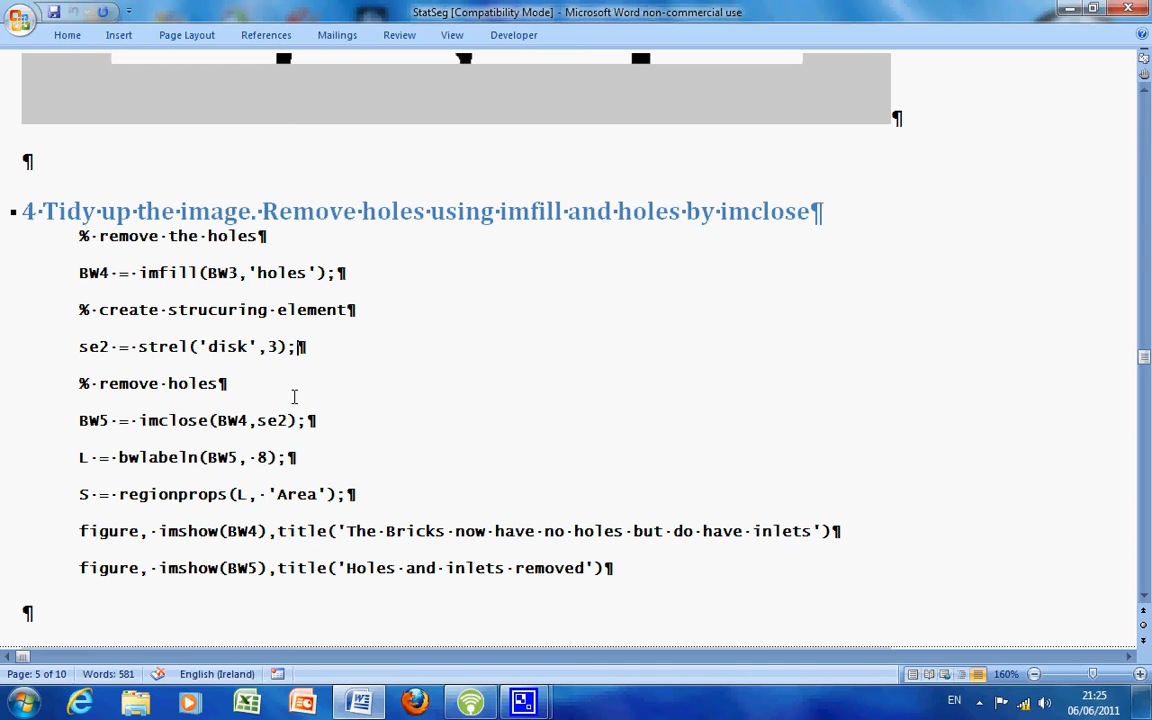 StatSeg [Compatibility Mode] - Microsoft Word non-commercial use
Home Insert Page Layout References Mailings Review View Developer
¶
¶
4·Tidy·up·the·image.·Remove·holes·using·imfill·and·holes·by·imclose¶
%·remove·the·holes¶
BW4·=·imfill(BW3,'holes');¶
%·create·strucuring·element¶
se2·=·strel('disk',3);¶
%·remove·holes¶
BW5·=·imclose(BW4,se2);¶
L·=·bwlabeln(BW5,·8);¶
S·=·regionprops(L,·'Area');¶
figure,·imshow(BW4),title('The·Bricks·now·have·no·holes·but·do·have·inlets')¶
figure,·imshow(BW5),title('Holes·and·inlets·removed')¶
¶
Page: 5 of 10 Words: 581 English (Ireland) 160%
EN 21:25
06/06/2011